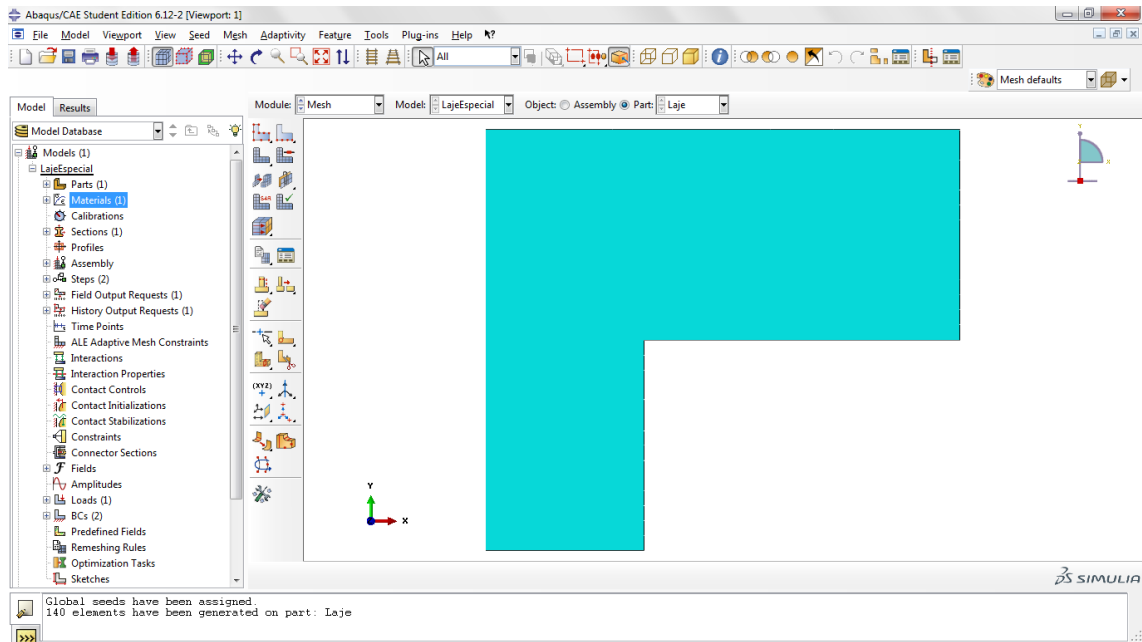 Abaqus/CAE Student Edition 6.12-2 [Viewport: 1]
File Model Viewport View Seed Mesh Adaptivity Feature Tools Plug-ins Help
All
Mesh defaults
Model Results Module: Mesh Model: LajeEspecial Object: Assembly Part: Laje
Model Database
Models (1)
LajeEspecial
Parts (1)
Materials (1)
Calibrations
Sections (1)
Profiles
Assembly
Steps (2)
Field Output Requests (1)
History Output Requests (1)
Time Points
ALE Adaptive Mesh Constraints
Interactions
Interaction Properties
Contact Controls
Contact Initializations
Contact Stabilizations
Constraints
Connector Sections
Fields
Amplitudes
Loads (1)
BCs (2)
Predefined Fields
Remeshing Rules
Optimization Tasks
Sketches
(XYZ)
Y
X
Y
X
SIMULIA
Global seeds have been assigned.
140 elements have been generated on part: Laje
>>>